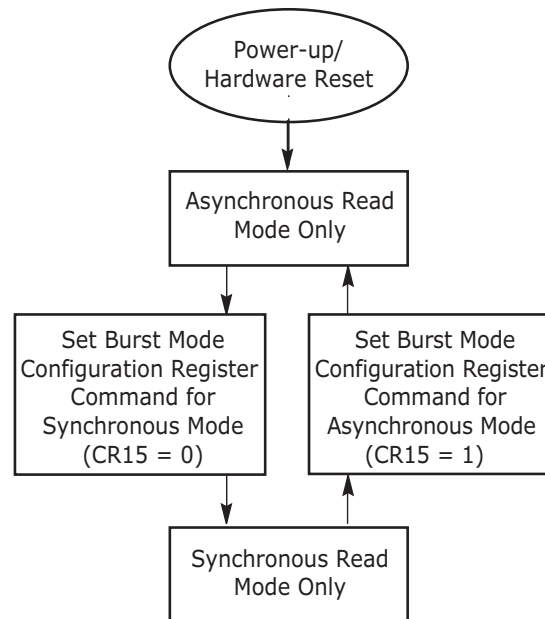 Power-up/
Hardware Reset
Asynchronous Read
Mode Only
Set Burst Mode
Configuration Register
Command for
Synchronous Mode
(CR15 = 0)
Set Burst Mode
Configuration Register
Command for
Asynchronous Mode
(CR15 = 1)
Synchronous Read
Mode Only